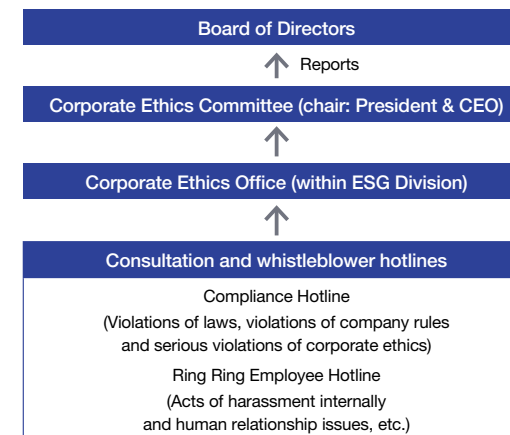 Board of Directors
Reports
Corporate Ethics Committee (chair: President & CEO)
Corporate Ethics Office (within ESG Division)
Consultation and whistleblower hotlines
Compliance Hotline
(Violations of laws, violations of company rules
and serious violations of corporate ethics)
Ring Ring Employee Hotline
(Acts of harassment internally
and human relationship issues, etc.)